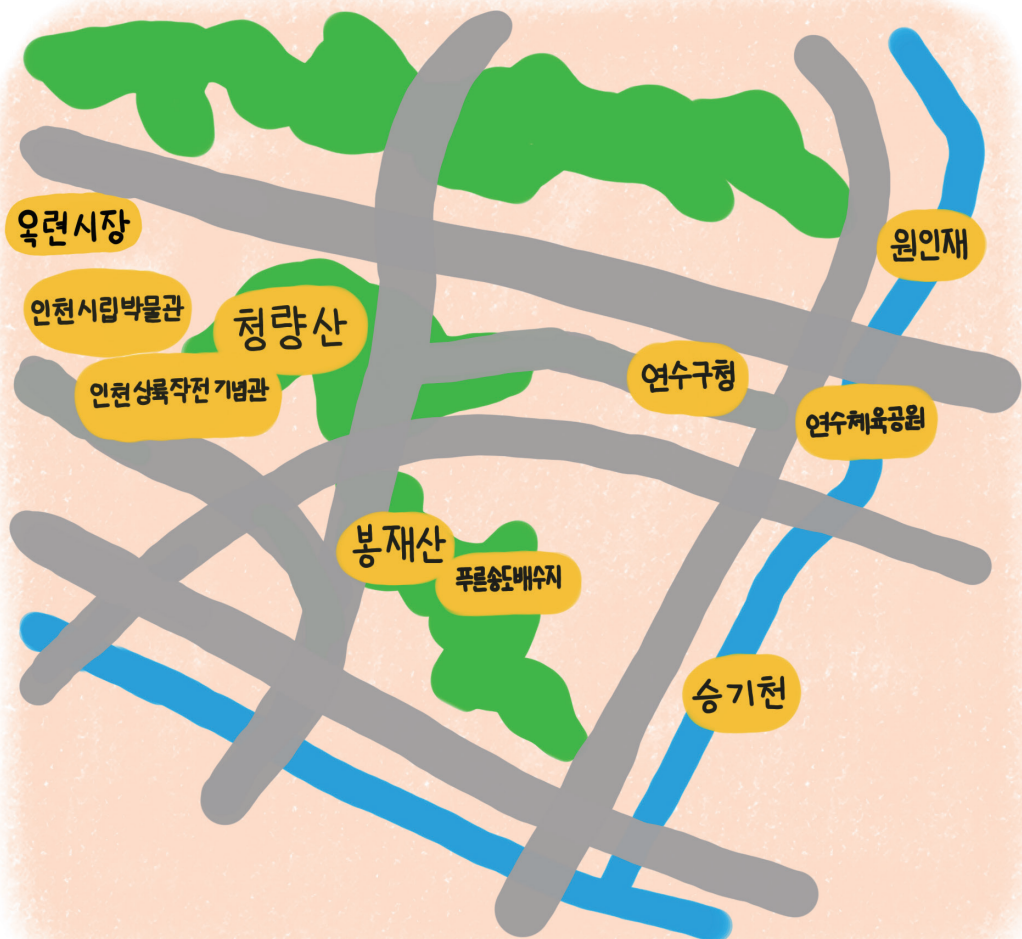 옥련시장
원인재
인천시립박물관
청량산
연수구청
인천상륙작전 기념관
연수체육공원
봉재산
푸른송도배수지
승기천